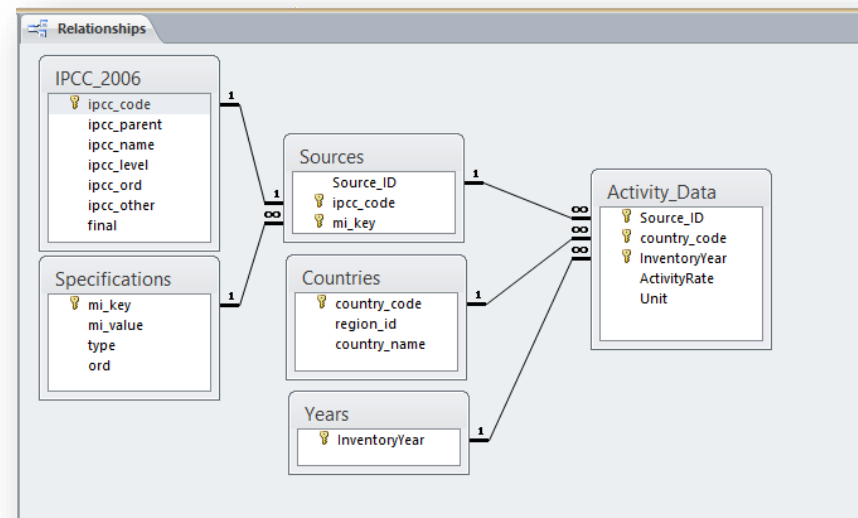 Relationships
IPCC_2006
ipcc_code
ipcc_parent
ipcc_name
ipcc_level
ipcc_ord
ipcc_other
final
1
Specifications
mi_key
mi_value
type
ord
1
Sources
Source_ID
ipcc_code
mi_key
1
∞
1
Countries
country_code
region_id
country_name
1
Years
InventoryYear
1
Activity_Data
Source_ID
country_code
InventoryYear
ActivityRate
Unit
∞
∞
∞